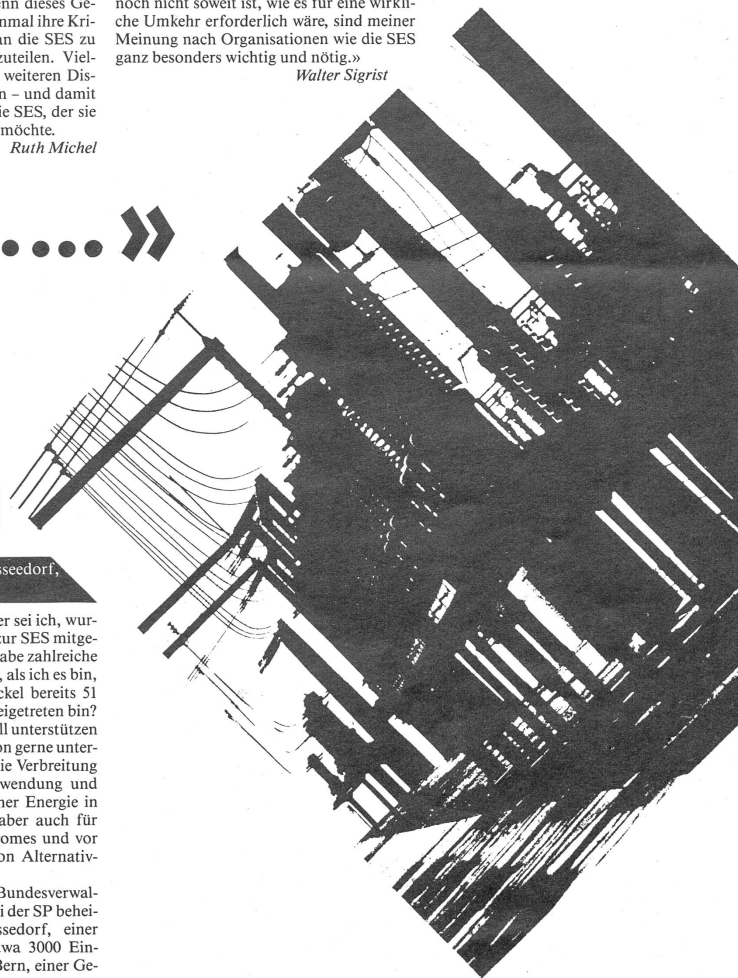 enn dieses Ge-
nmal ihre Kri-
an die SES zu
zuteilen. Viel-
weiteren Dis-
n – und damit
ie SES, der sie
möchte.
Ruth Michel
noch nicht soweit ist, wie es für eine wirkli-
che Umkehr erforderlich wäre, sind meiner
Meinung nach Organisationen wie die SES
ganz besonders wichtig und nötig.»
Walter Sigrist
»
sseedorf,
er sei ich, wur-
zur SES mitge-
abe zahlreiche
, als ich es bin,
ckel bereits 51
eigetreten bin?
ll unterstützen
on gerne unter-
ie Verbreitung
wendung und
ner Energie in
aber auch für
omes und vor
on Alternativ-
Bundesverwal-
i der SP behei-
ssedorf, einer
wa 3000 Ein-
Bern, einer Ge-